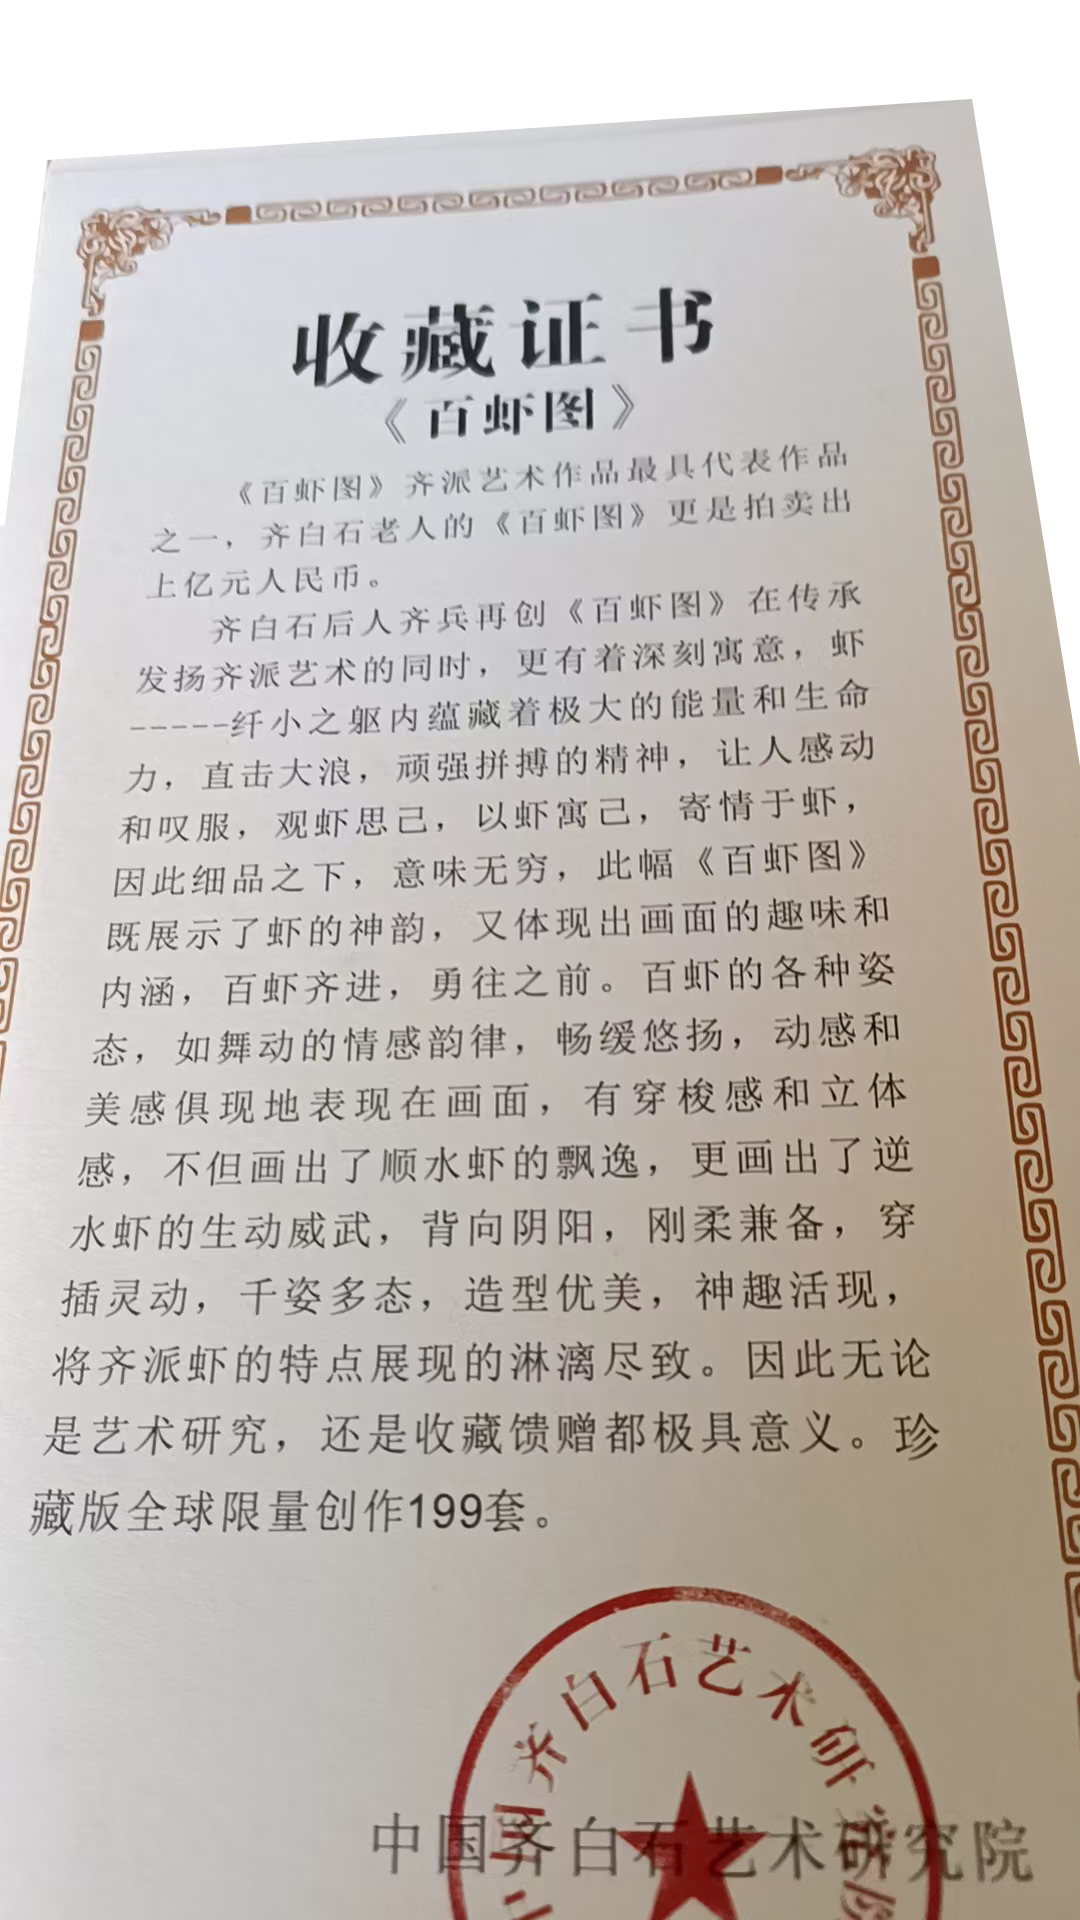 收藏证书
《百虾图》
《百虾图》齐派艺术作品最具代表作品
之一，齐白石老人的《百虾图》更是拍卖出
上亿元人民币。
齐白石后人齐兵再创《百虾图》在传承
发扬齐派艺术的同时，更有着深刻寓意，虾
-----纤小之躯内蕴藏着极大的能量和生命
力，直击大浪，顽强拼搏的精神，让人感动
和叹服，观虾思己，以虾寓己，寄情于虾，
因此细品之下，意味无穷，此幅《百虾图》
既展示了虾的神韵，又体现出画面的趣味和
内涵，百虾齐进，勇往之前。百虾的各种姿
态，如舞动的情感韵律，畅缓悠扬，动感和
美感俱现地表现在画面，有穿梭感和立体
感，不但画出了顺水虾的飘逸，更画出了逆
水虾的生动威武，背向阴阳，刚柔兼备，穿
插灵动，千姿多态，造型优美，神趣活现，
将齐派虾的特点展现的淋漓尽致。因此无论
是艺术研究，还是收藏馈赠都极具意义。珍
藏版全球限量创作199套。
中国齐白石艺术研究院
中国齐白石艺术研究院